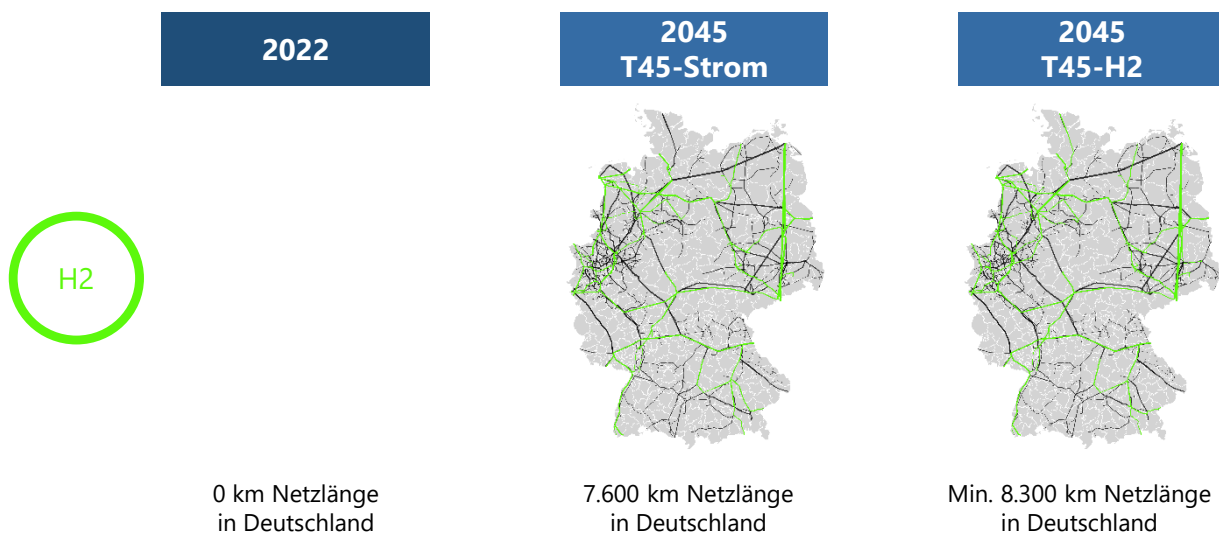 2022
2045
T45-Strom
2045
T45-H2
H2
0 km Netzlänge
in Deutschland
7.600 km Netzlänge
in Deutschland
Min. 8.300 km Netzlänge
in Deutschland